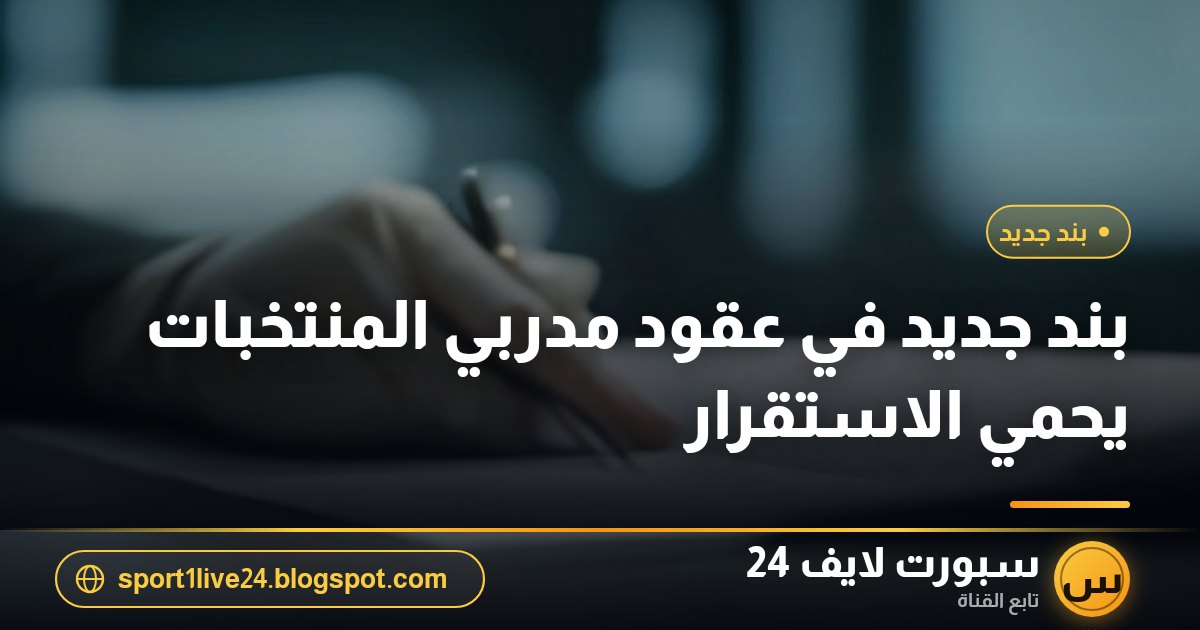 بند جديد
بند جديد في عقود مدربي المنتخبات
يحمي الاستقرار
س
سبورت لايف 24
تابع القناة
sport1live24.blogspot.com